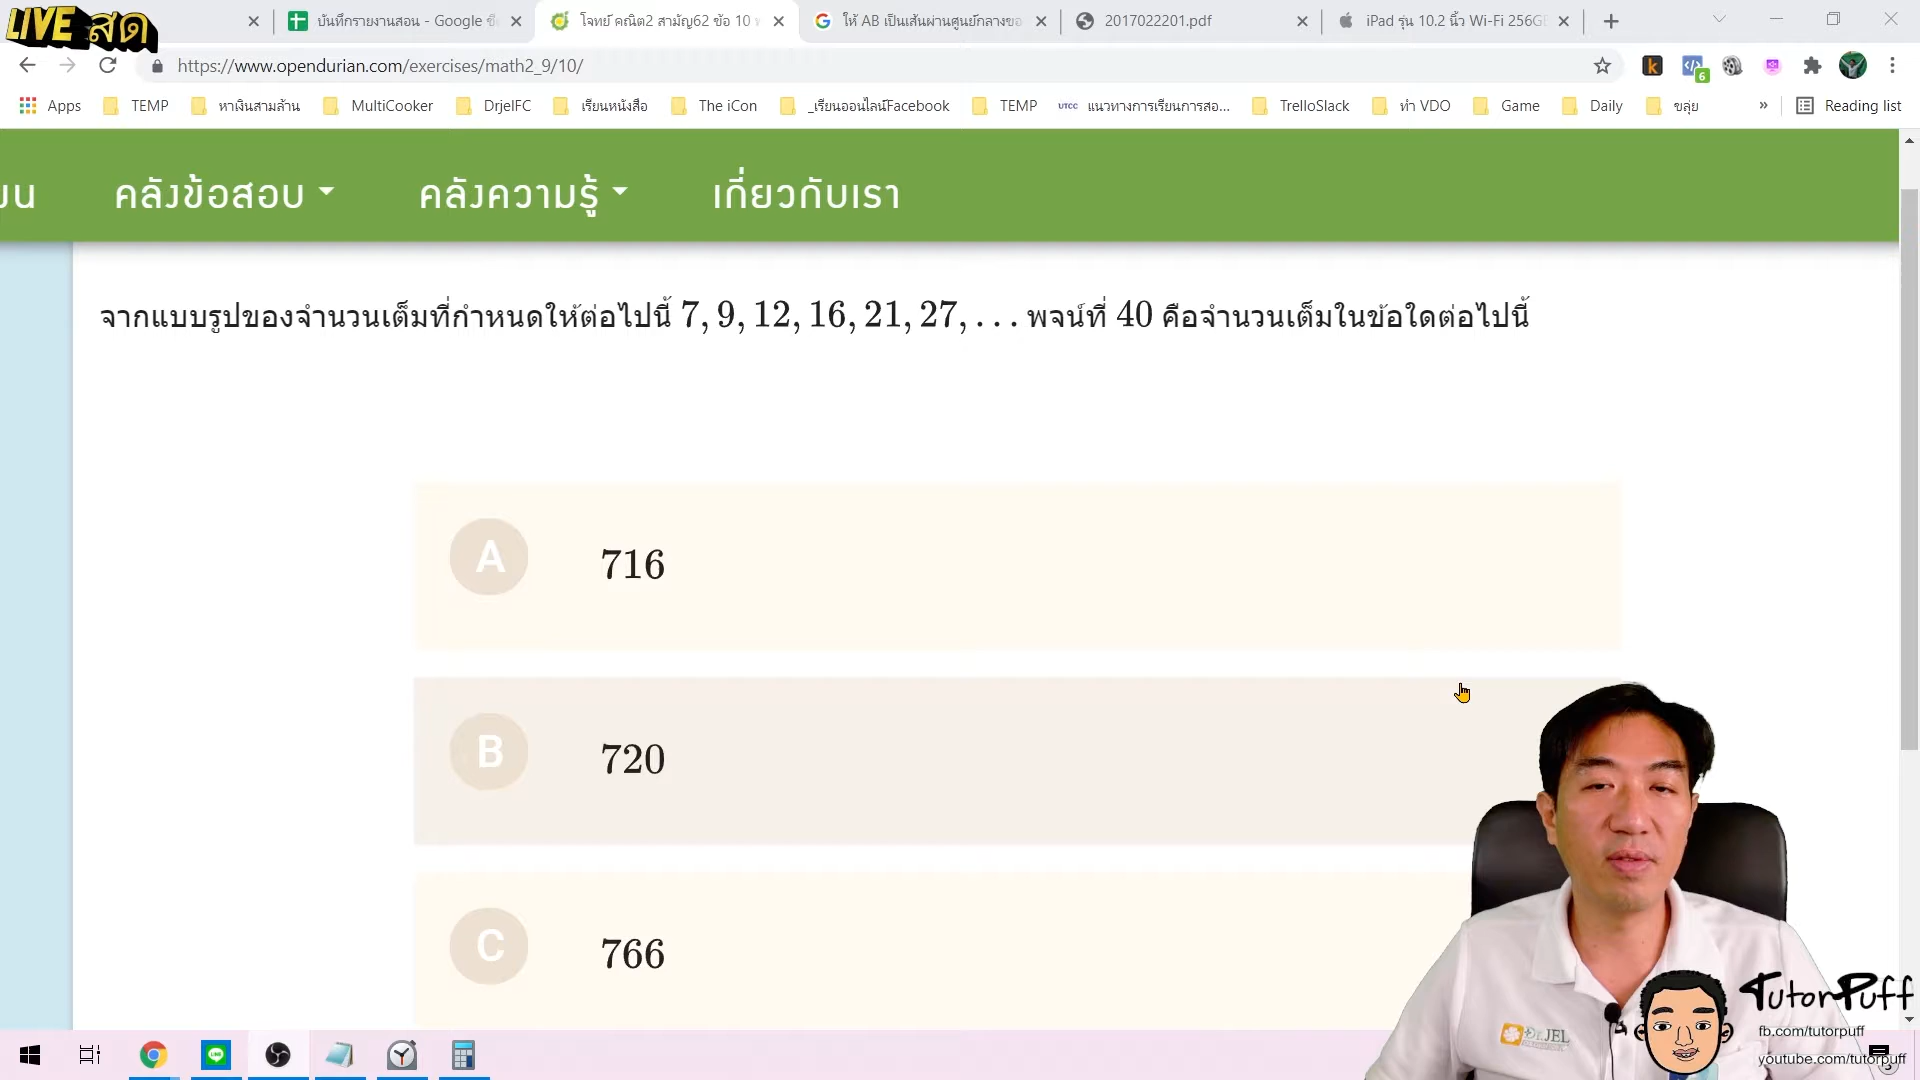 LIVE สด
บันทึกรายงานสอน - Google ชี
โจทย์ คณิต2 สามัญ62 ข้อ 10 พ
ให้ AB เป็นเส้นผ่านศูนย์กลางขอ
2017022201.pdf
iPad รุ่น 10.2 นิ้ว Wi-Fi 256GB
https://www.opendurian.com/exercises/math2_9/10/
6
Apps
TEMP
หาเงินสามล้าน
MultiCooker
DrjelFC
เรียนหนังสือ
The iCon
_เรียนออนไลน์Facebook
TEMP
UTCC แนวทางการเรียนการสอ...
TrelloSlack
ทำ VDO
Game
Daily
ขลุ่ย
»
Reading list
ยน
คลังข้อสอบ
คลังความรู้
เกี่ยวกับเรา
จากแบบรูปของจำนวนเต็มที่กำหนดให้ต่อไปนี้ 7, 9, 12, 16, 21, 27, . . . พจน์ที่ 40 คือจำนวนเต็มในข้อใดต่อไปนี้
A 716
B 720
C 766
Dr.JEL
TutorPuff
fb.com/tutorpuff
youtube.com/tutorpuff